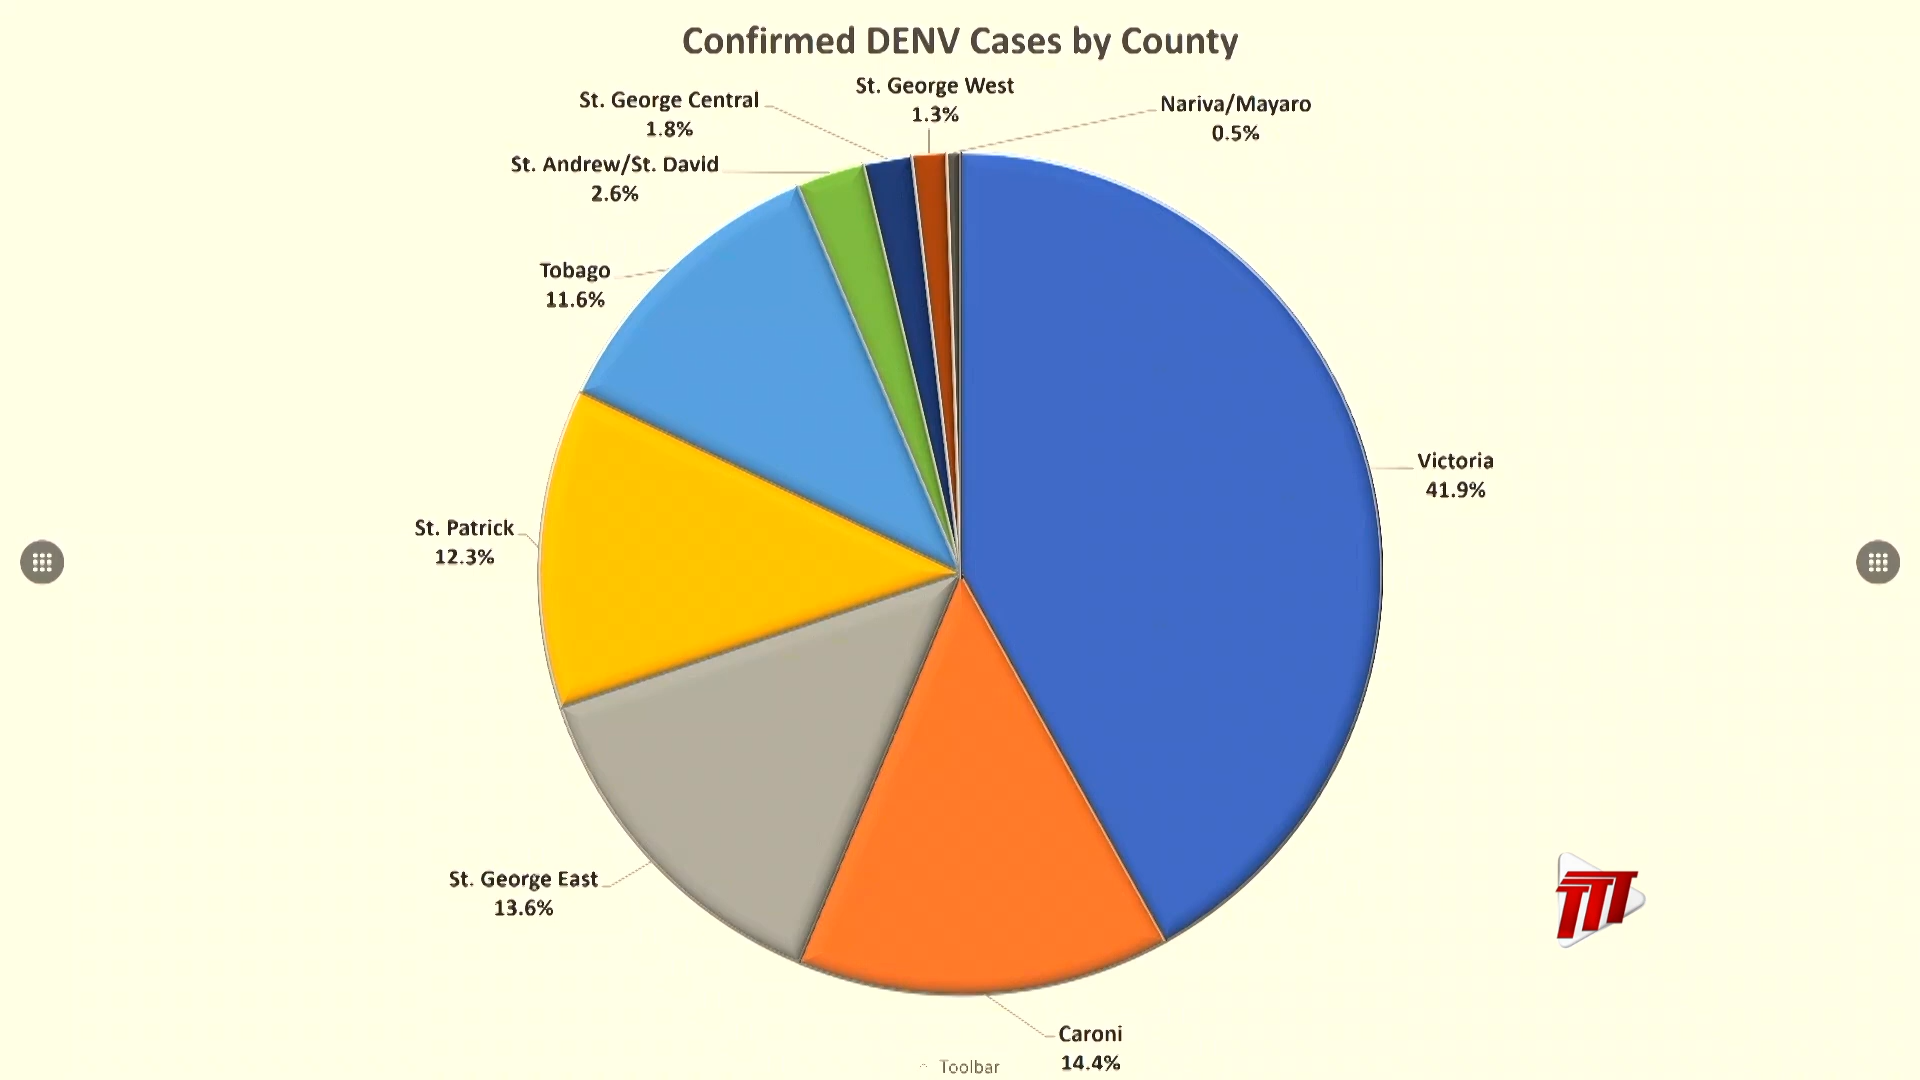 Confirmed DENV Cases by County
St. George West
1.3%
St. George Central
1.8%
Nariva/Mayaro
0.5%
St. Andrew/St. David
2.6%
Tobago
11.6%
Victoria
41.9%
St. Patrick
12.3%
St. George East
13.6%
TTT
Caroni
14.4%
Toolbar